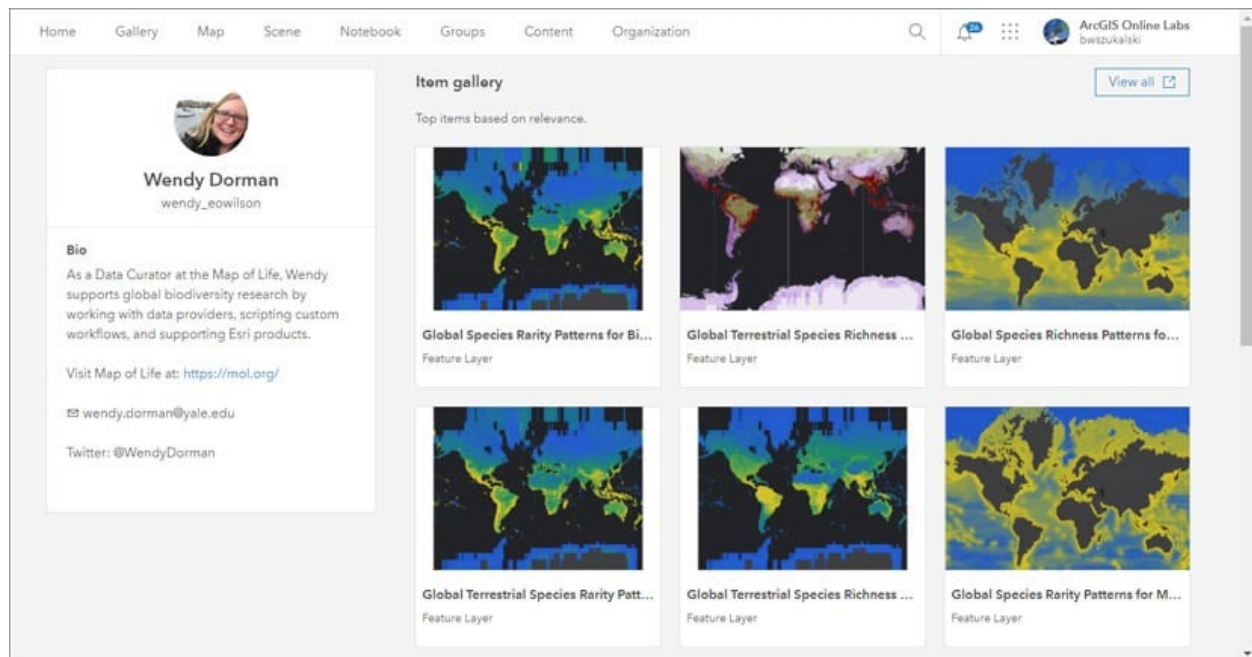 Home Gallery Map Scene Notebook Groups Content Organization
26
ArcGIS Online Labs
bwszukalski
Wendy Dorman
wendy_eowilson
Bio
As a Data Curator at the Map of Life, Wendy
supports global biodiversity research by
working with data providers, scripting custom
workflows, and supporting Esri products.
Visit Map of Life at: https://mol.org/
wendy.dorman@yale.edu
Twitter: @WendyDorman
Item gallery
View all
Top items based on relevance.
Global Species Rarity Patterns for Bi...
Feature Layer
Global Terrestrial Species Richness ...
Feature Layer
Global Species Richness Patterns fo...
Feature Layer
Global Terrestrial Species Rarity Patt...
Feature Layer
Global Terrestrial Species Richness ...
Feature Layer
Global Species Rarity Patterns for M...
Feature Layer